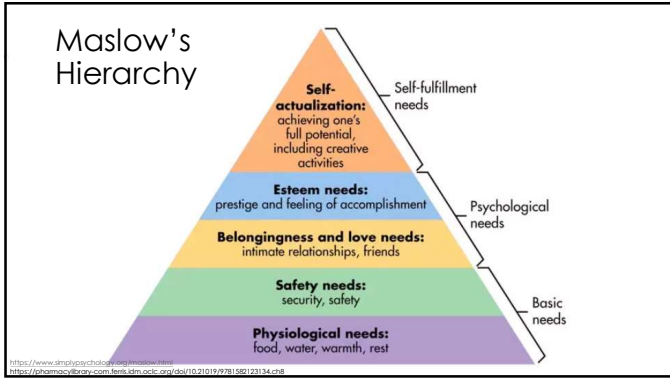 Maslow's
Hierarchy
Self-
actualization:
achieving one's
full potential,
including creative
activities
Self-fulfillment
needs
Esteem needs:
prestige and feeling of accomplishment
Psychological
needs
Belongingness and love needs:
intimate relationships, friends
Safety needs:
security, safety
Basic
needs
Physiological needs:
food, water, warmth, rest
https://www.simplypsychology.org/maslow.html
https://pharmacylibrary-com.ferris.idm.oclc.org/doi/10.21019/9781582123134.ch8